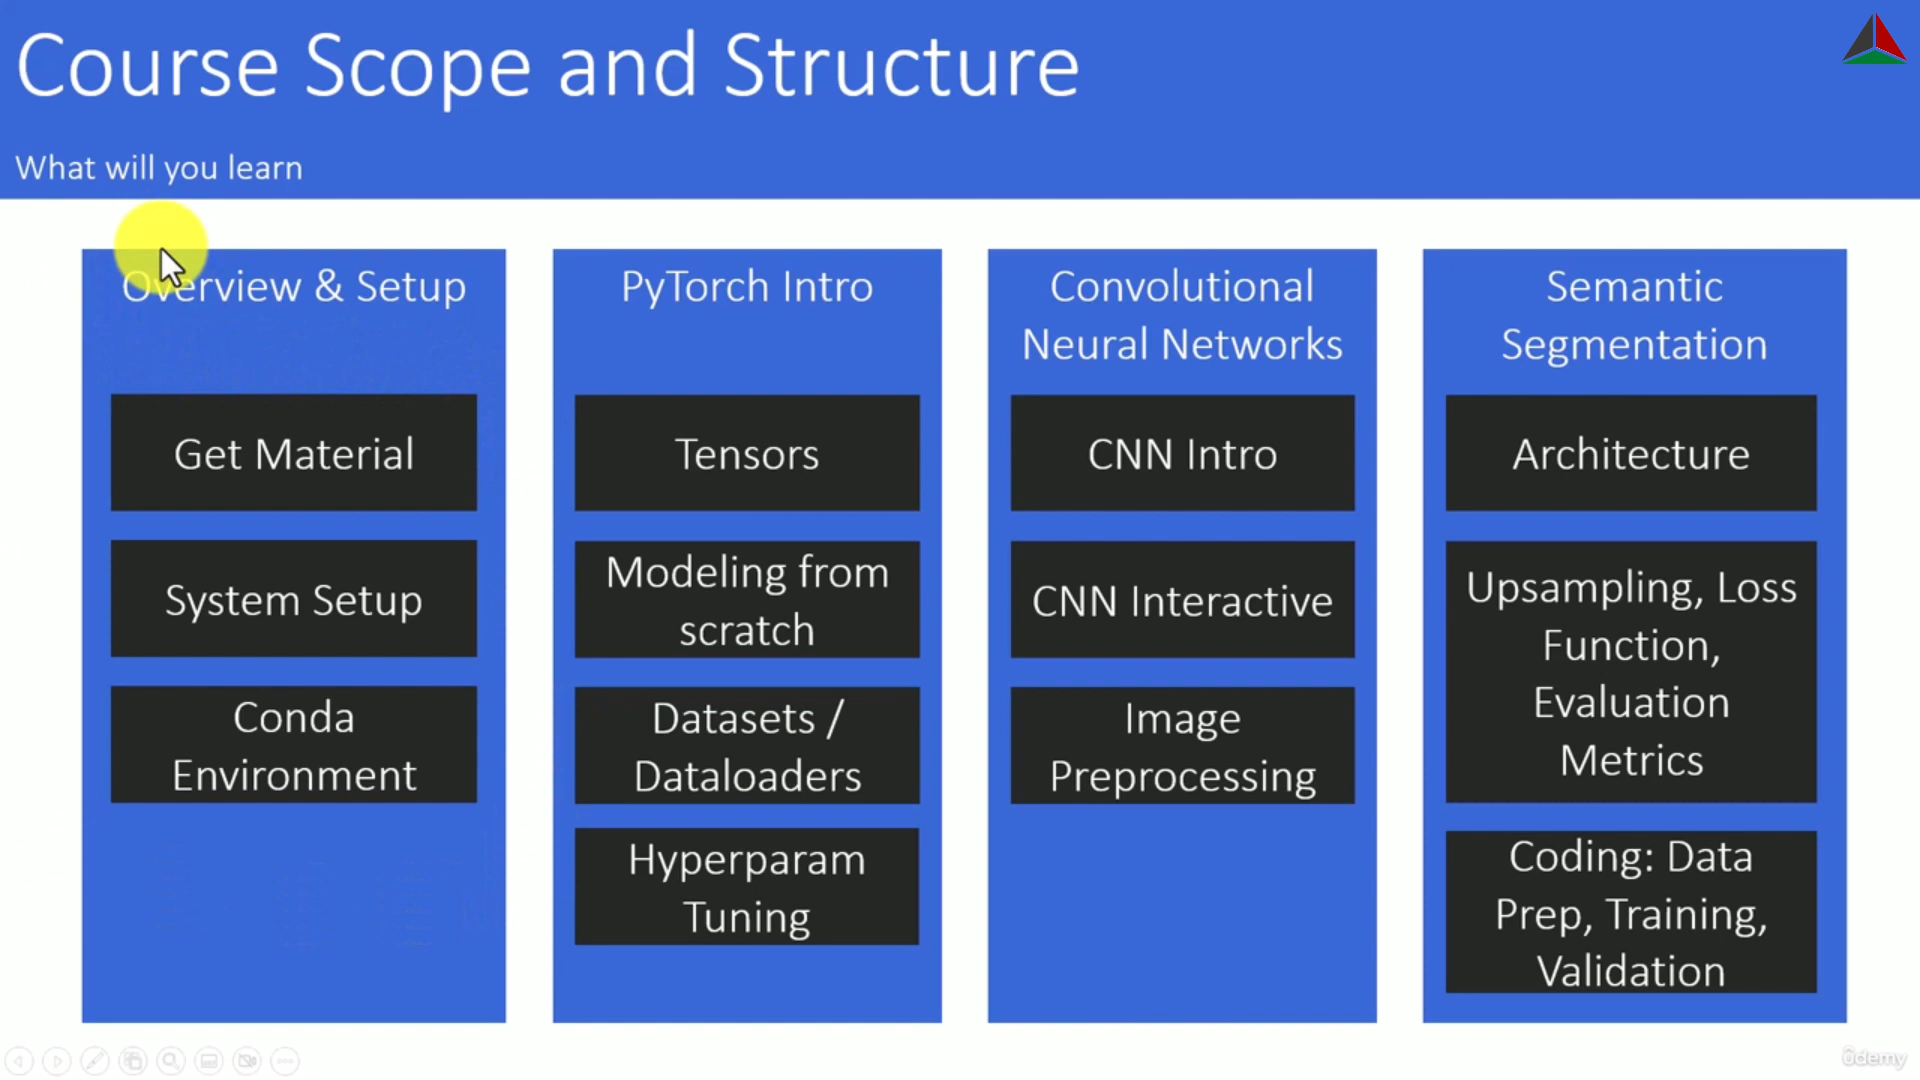 Course Scope and Structure
What will you learn
Overview & Setup
Get Material
System Setup
Conda
Environment
PyTorch Intro
Tensors
Modeling from
scratch
Datasets /
Dataloaders
Hyperparam
Tuning
Convolutional
Neural Networks
CNN Intro
CNN Interactive
Image
Preprocessing
Semantic
Segmentation
Architecture
Upsampling, Loss
Function,
Evaluation
Metrics
Coding: Data
Prep, Training,
Validation
ûdemy